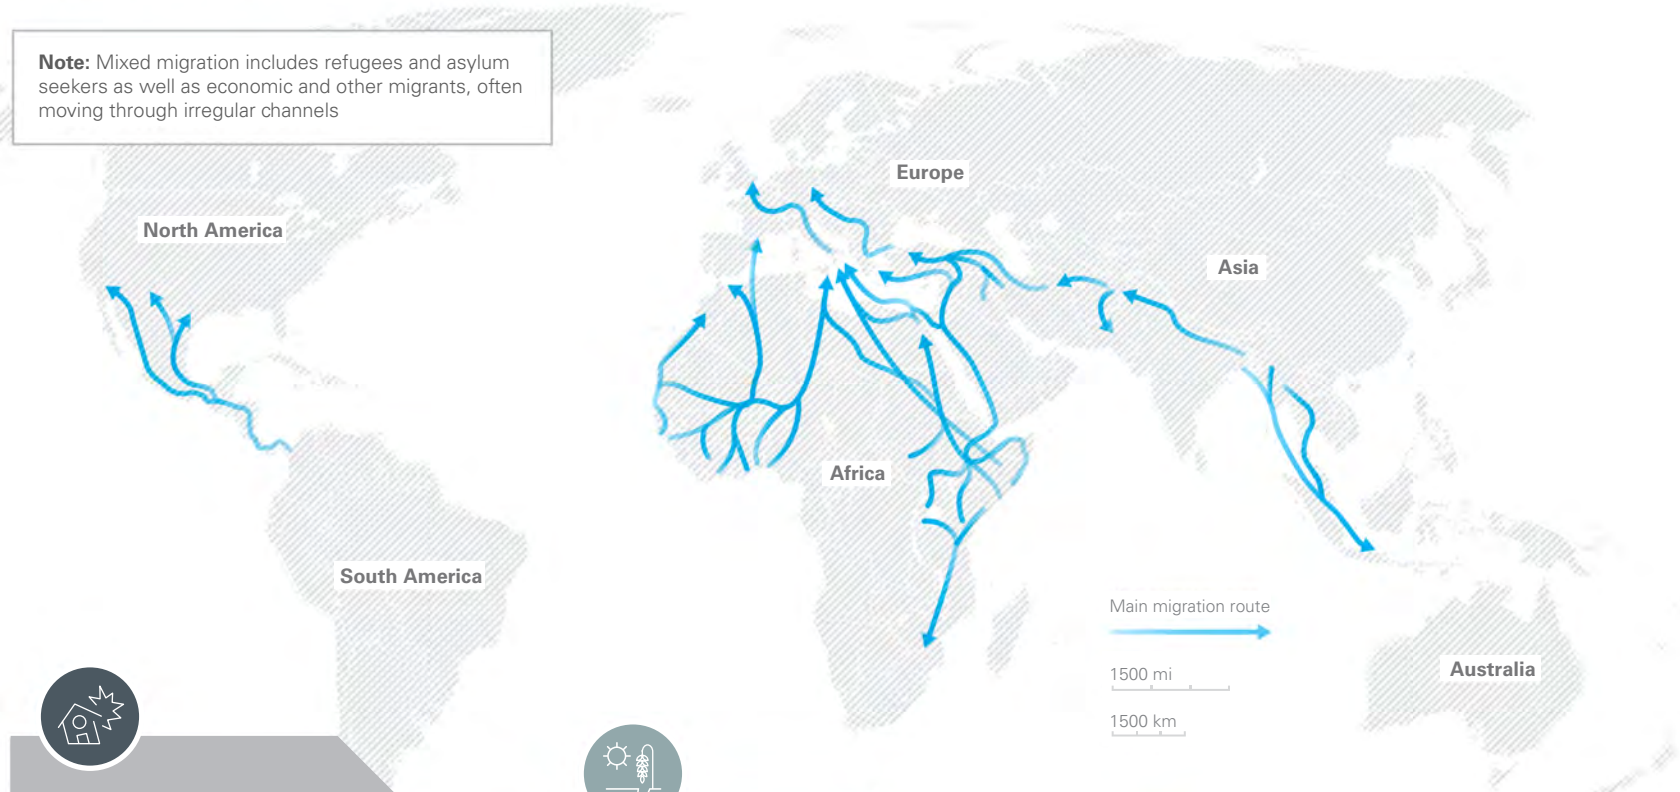 Note: Mixed migration includes refugees and asylum
seekers as well as economic and other migrants, often
moving through irregular channels
Europe
North America
Asia
Africa
South America
Main migration route
1500 mi
1500 km
Australia